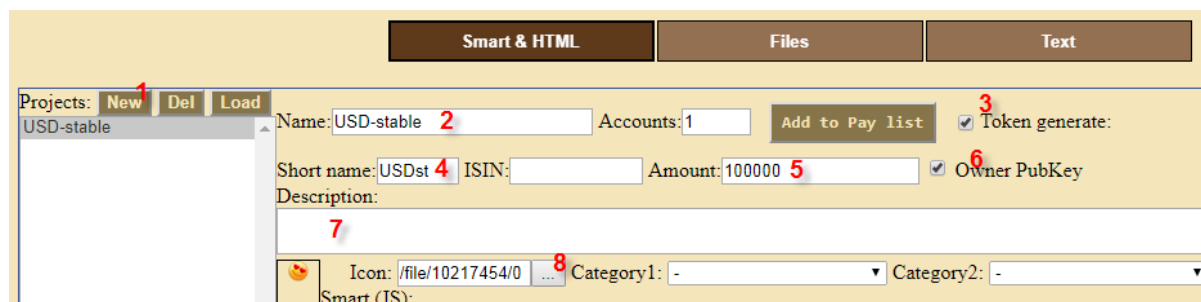 Smart & HTML Files Text
Projects: New 1 Del Load
USD-stable
Name: USD-stable 2 Accounts: 1 Add to Pay list 3 Token generate:
Short name: USDst 4 ISIN: Amount: 100000 5 6 Owner PubKey
Description:
7
Icon: /file/10217454/0 ... 8 Category1: - Category2: -
Smart (JS):